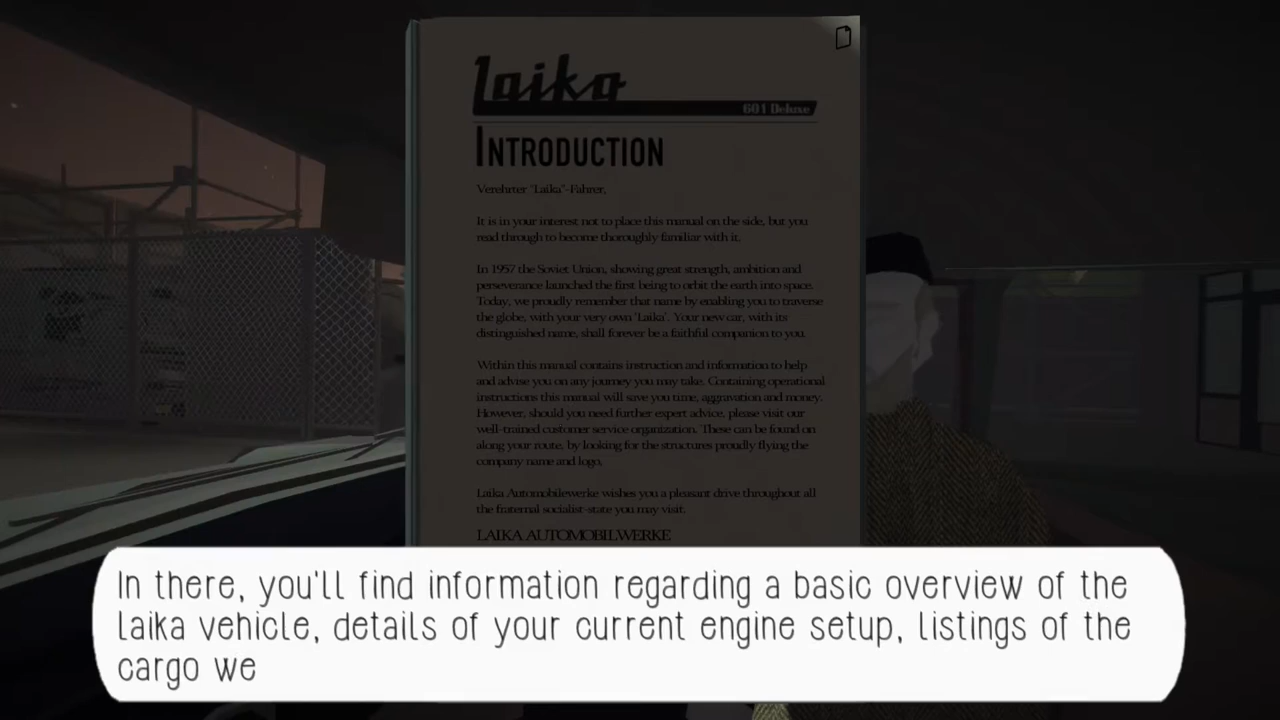 Laika
601 Deluxe
INTRODUCTION
Verehrter "Laika"-Fahrer,
It is in your interest not to place this manual on the side, but you
read through to become thoroughly familiar with it.
In 1957 the Soviet Union, showing great strength, ambition and
perseverance launched the first being to orbit the earth into space.
Today, we proudly remember that name by enabling you to traverse
the globe, with your very own 'Laika'. Your new car, with its
distinguished name, shall forever be a faithful companion to you.
Within this manual contains instruction and information to help
and advise you on any journey you may take. Containing operational
instructions this manual will save you time, aggravation and money.
However, should you need further expert advice, please visit our
well-trained customer service organization. These can be found on
along your route, by looking for the structures proudly flying the
company name and logo,
Laika Automobilewerke wishes you a pleasant drive throughout all
the fraternal socialist-state you may visit.
LAIKA AUTOMOBILWERKE
In there, you'll find information regarding a basic overview of the
Laika vehicle, details of your current engine setup, listings of the
cargo we